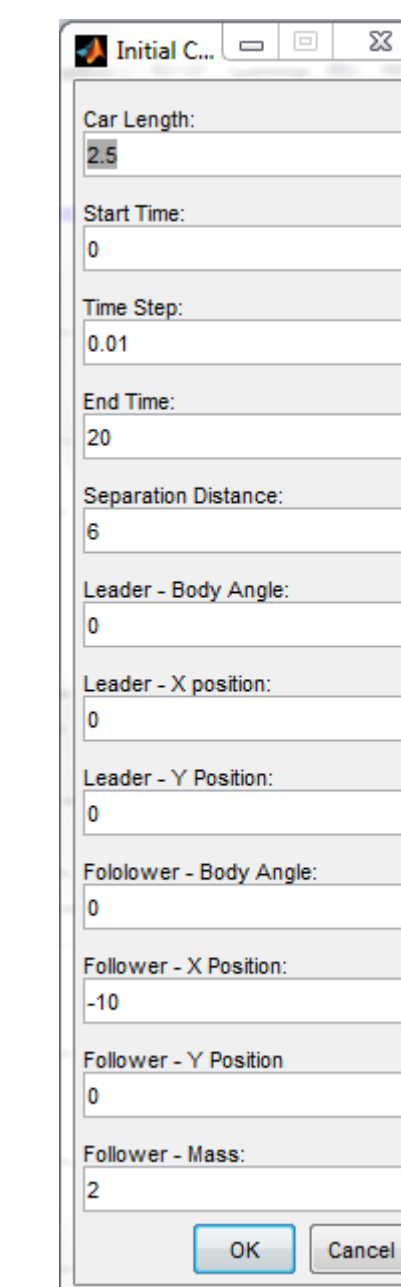 Initial C...
Car Length:
2.5
Start Time:
0
Time Step:
0.01
End Time:
20
Separation Distance:
6
Leader - Body Angle:
0
Leader - X position:
0
Leader - Y Position:
0
Fololower - Body Angle:
0
Follower - X Position:
-10
Follower - Y Position
0
Follower - Mass:
2
OK Cancel